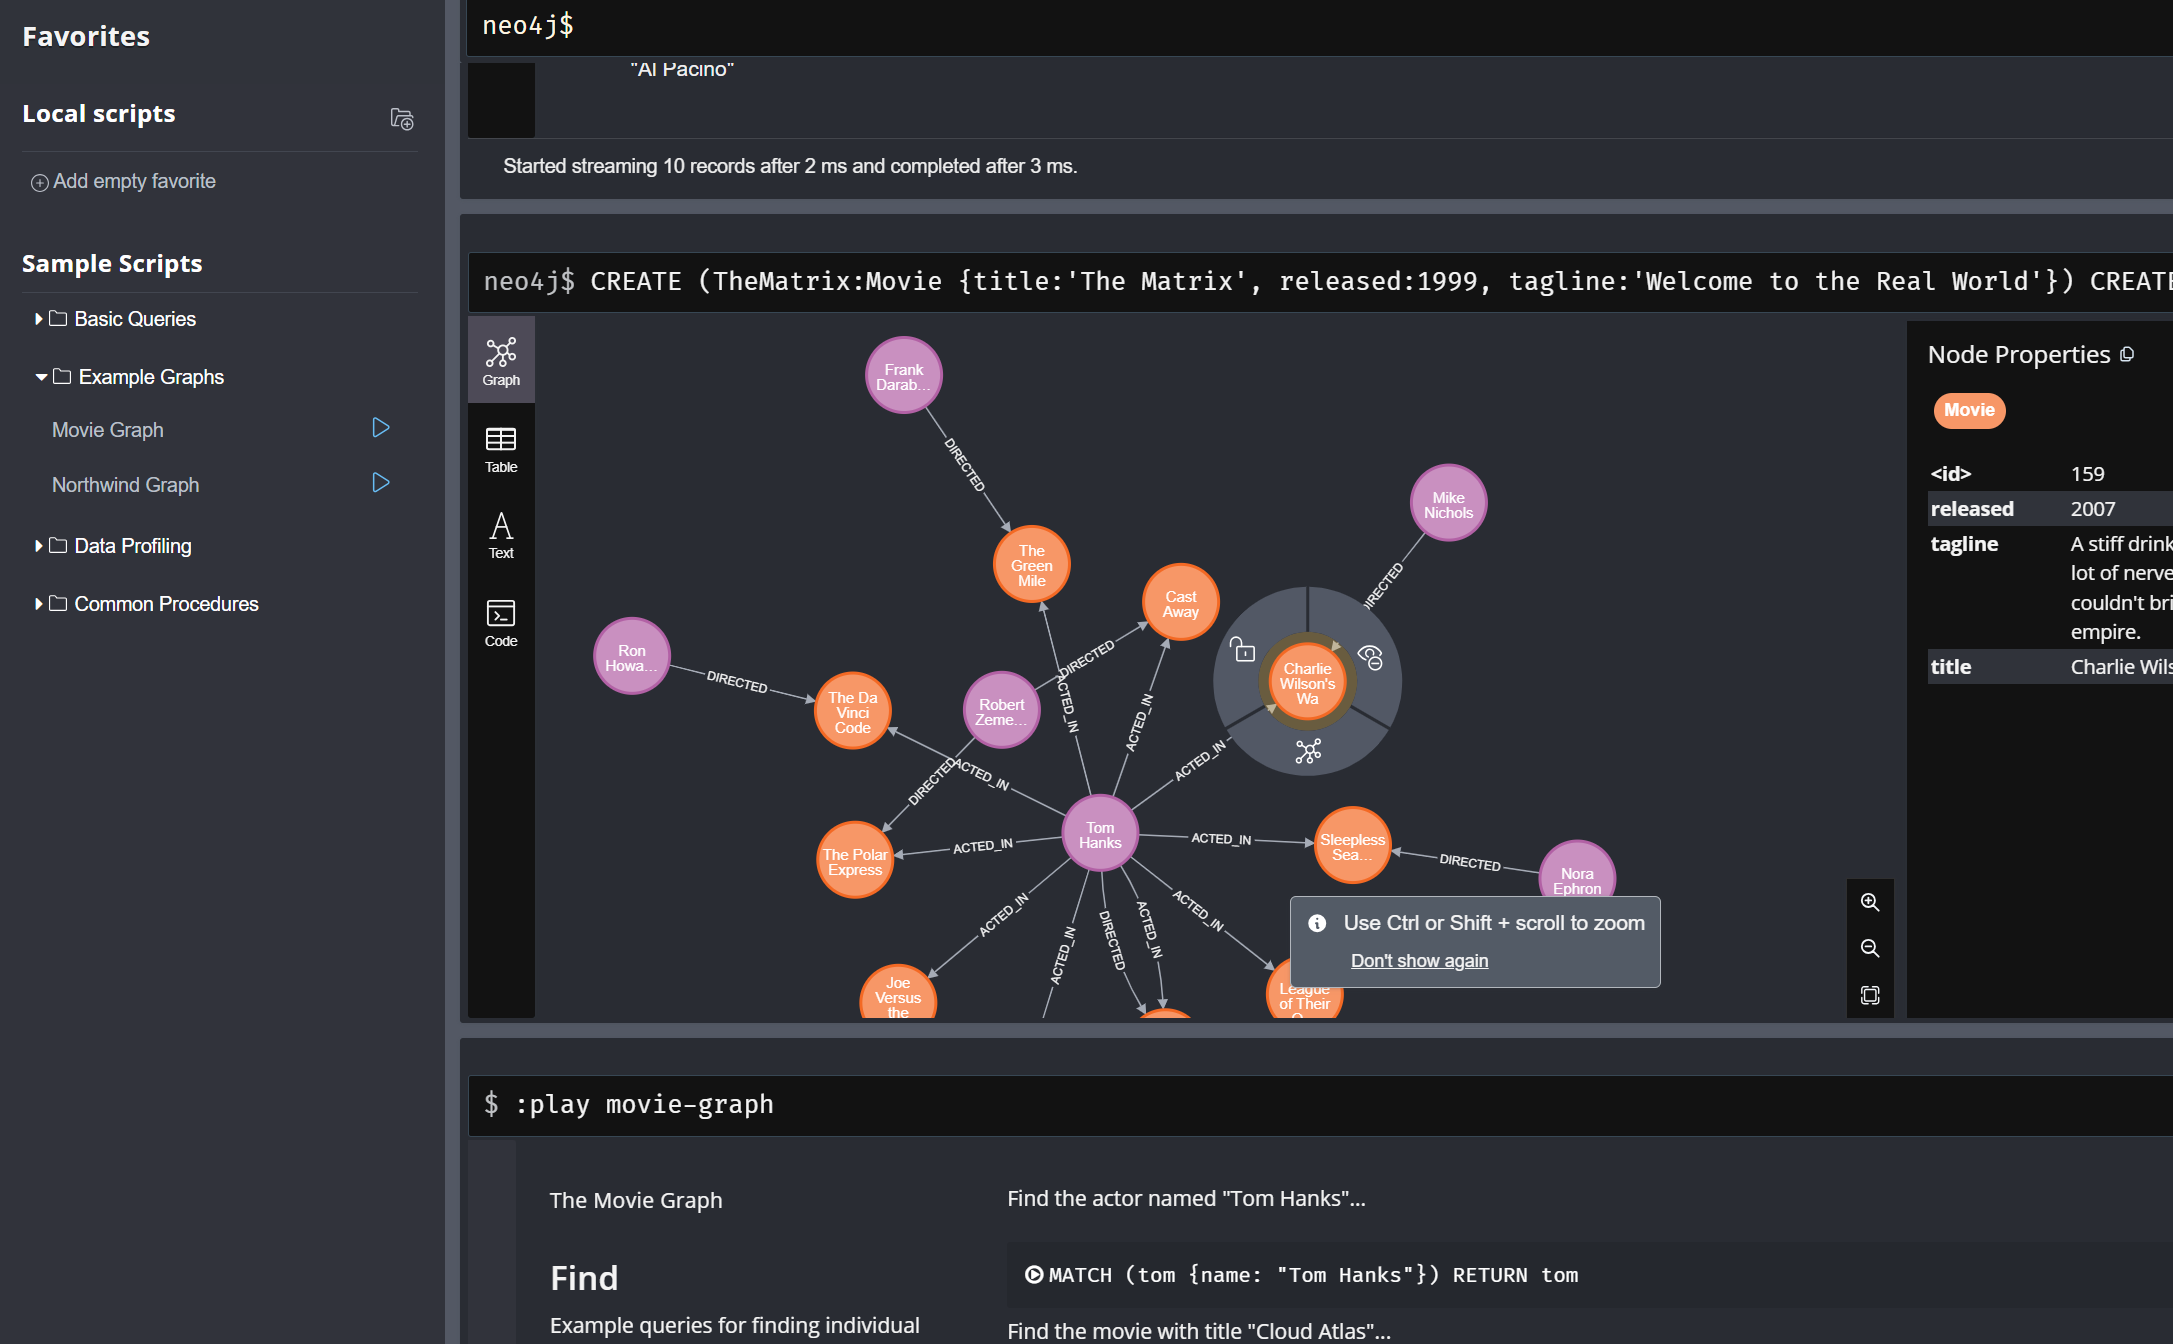 Favorites
Local scripts
Add empty favorite
Sample Scripts
Basic Queries
Example Graphs
Movie Graph
Northwind Graph
Data Profiling
Common Procedures
neo4j$
"Al Pacino"
Started streaming 10 records after 2 ms and completed after 3 ms.
neo4j$ CREATE (TheMatrix:Movie {title:'The Matrix', released:1999, tagline:'Welcome to the Real World'}) CREATE
Graph
Table
Text
Code
Frank
Darab...
DIRECTED
Mike
Nichols
DIRECTED
The
Green
Mile
Cast
Away
Ron
Howa...
DIRECTED
The Da
Vinci
Code
Robert
Zeme...
DIRECTED
ACTED_IN
ACTED_IN
Charlie
Wilson's
Wa
DIRECTED
ACTED_IN
ACTED_IN
Tom
Hanks
The Polar
Express
ACTED_IN
ACTED_IN
Sleepless
Sea...
DIRECTED
Nora
Ephron
ACTED_IN
ACTED_IN
DIRECTED
ACTED_IN
ACTED_IN
Joe
Versus
the
League
of Their
Use Ctrl or Shift + scroll to zoom
Don't show again
Node Properties
Movie
<id> 159
released 2007
tagline A stiff drink
lot of nerve
couldn't bri
empire.
title Charlie Wils
$ :play movie-graph
The Movie Graph
Find
Example queries for finding individual
Find the actor named "Tom Hanks"...
MATCH (tom {name: "Tom Hanks"}) RETURN tom
Find the movie with title "Cloud Atlas"...